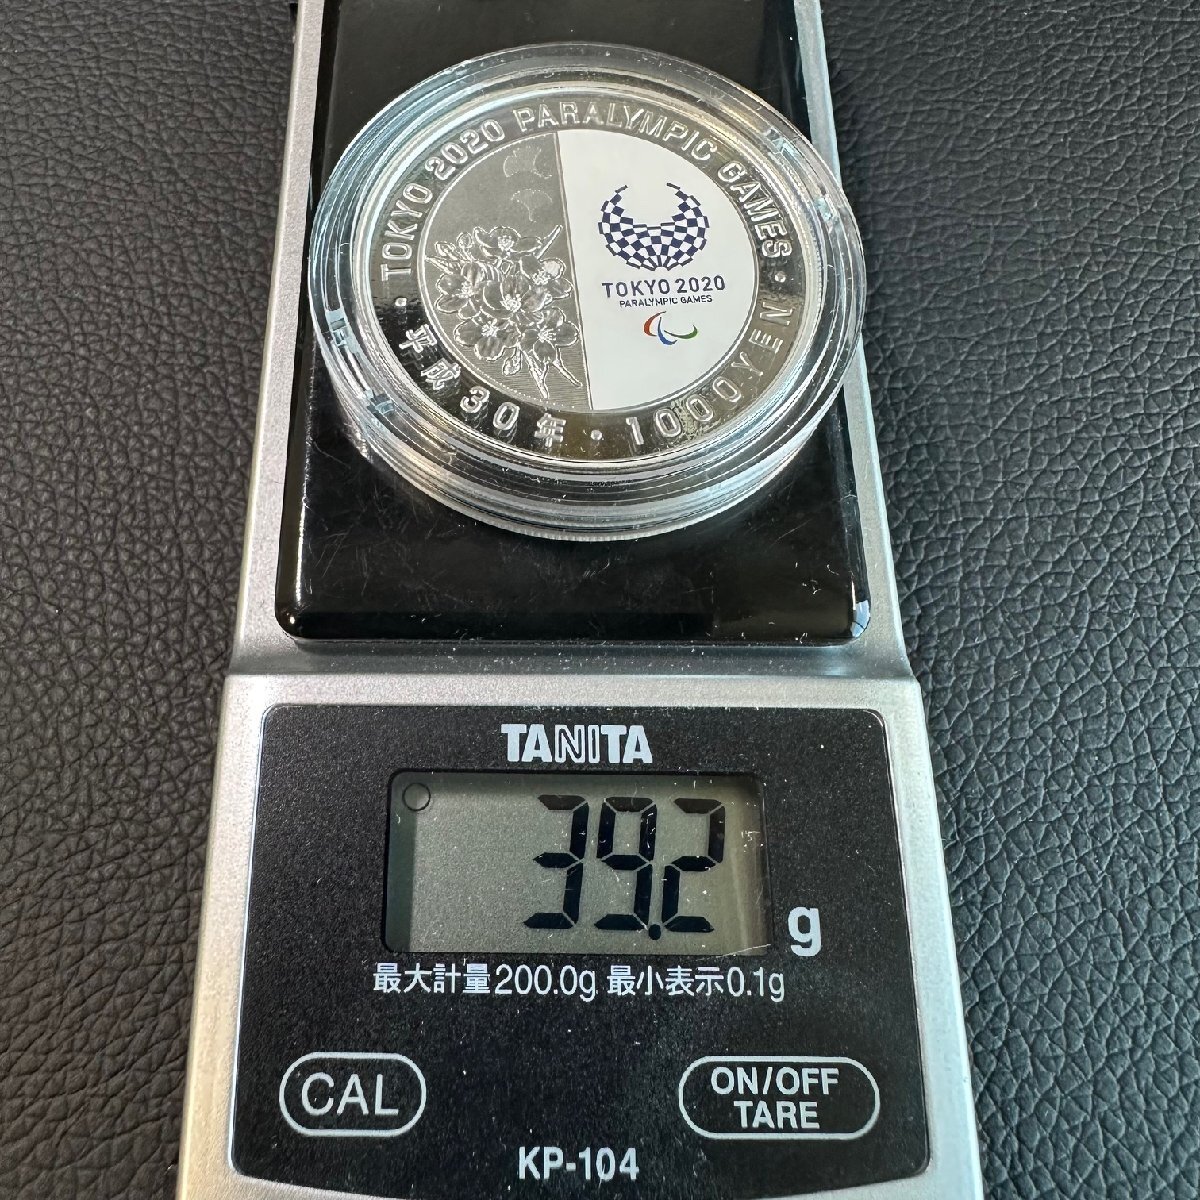 TOKYO 2020 PARALYMPIC GAMES
平成30年・1000YEN
TOKYO 2020
PARALYMPIC GAMES
TANITA
39.2
g
最大計量200.0g 最小表示0.1g
CAL
ON/OFF
TARE
KP-104